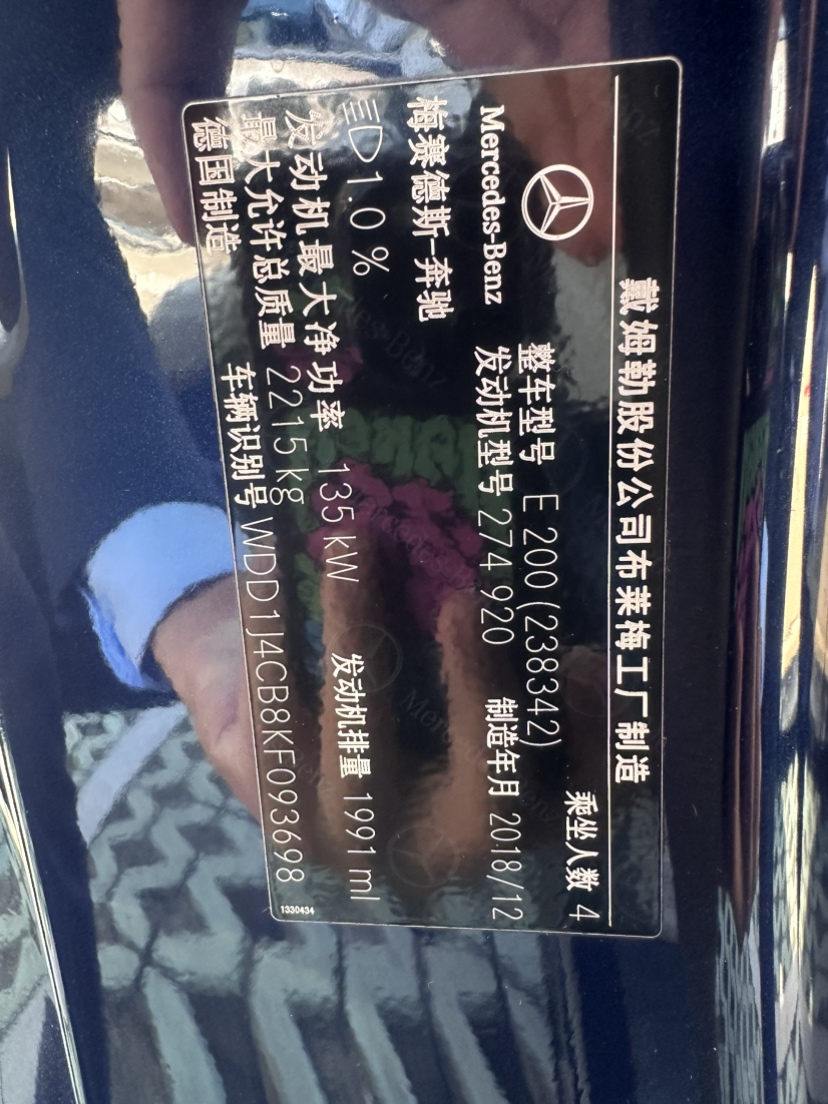 戴姆勒股份公司布莱梅工厂制造
乘坐人数 4
Mercedes-Benz
整车型号 E 200 (238342)
梅赛德斯-奔驰
发动机型号 274 920 制造年月 2018/12
1.0 %
发动机最大净功率 135 kW 发动机排量 1991 ml
最大允许总质量 2215 kg
德国制造
车辆识别号 WDD1J4CB8KF093698
1330434